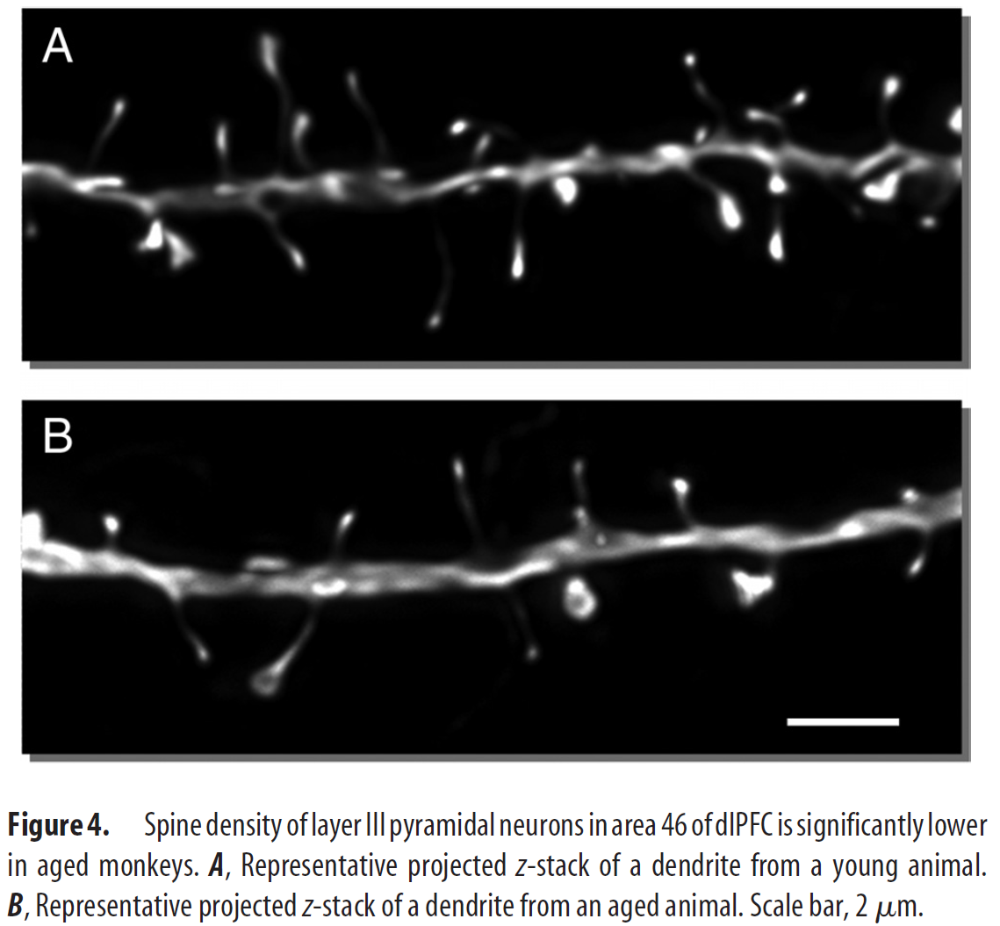 A
B
Figure 4. Spine density of layer III pyramidal neurons in area 46 of dlPFC is significantly lower
in aged monkeys. A, Representative projected z-stack of a dendrite from a young animal.
B, Representative projected z-stack of a dendrite from an aged animal. Scale bar, 2 μm.